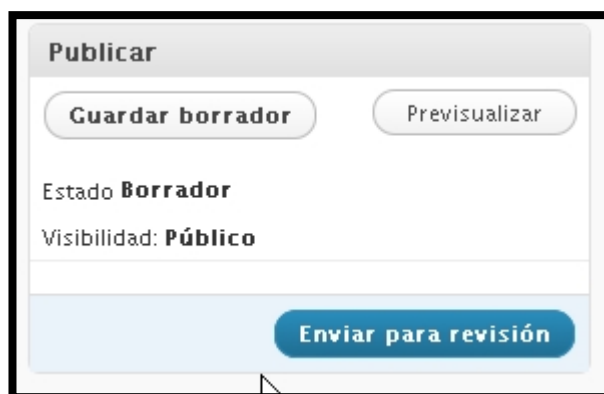 Publicar
Guardar borrador Previsualizar
Estado Borrador
Visibilidad: Público
Enviar para revisión